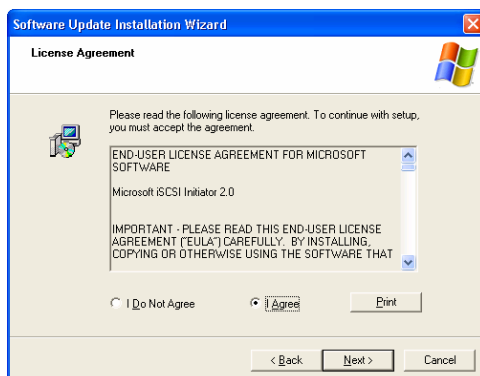 Software Update Installation Wizard
License Agreement
Please read the following license agreement. To continue with setup,
you must accept the agreement.
END-USER LICENSE AGREEMENT FOR MICROSOFT
SOFTWARE
Microsoft iSCSI Initiator 2.0
IMPORTANT - PLEASE READ THIS END-USER LICENSE
AGREEMENT ("EULA") CAREFULLY. BY INSTALLING,
COPYING OR OTHERWISE USING THE SOFTWARE THAT
I Do Not Agree
I Agree
Print
< Back
Next >
Cancel